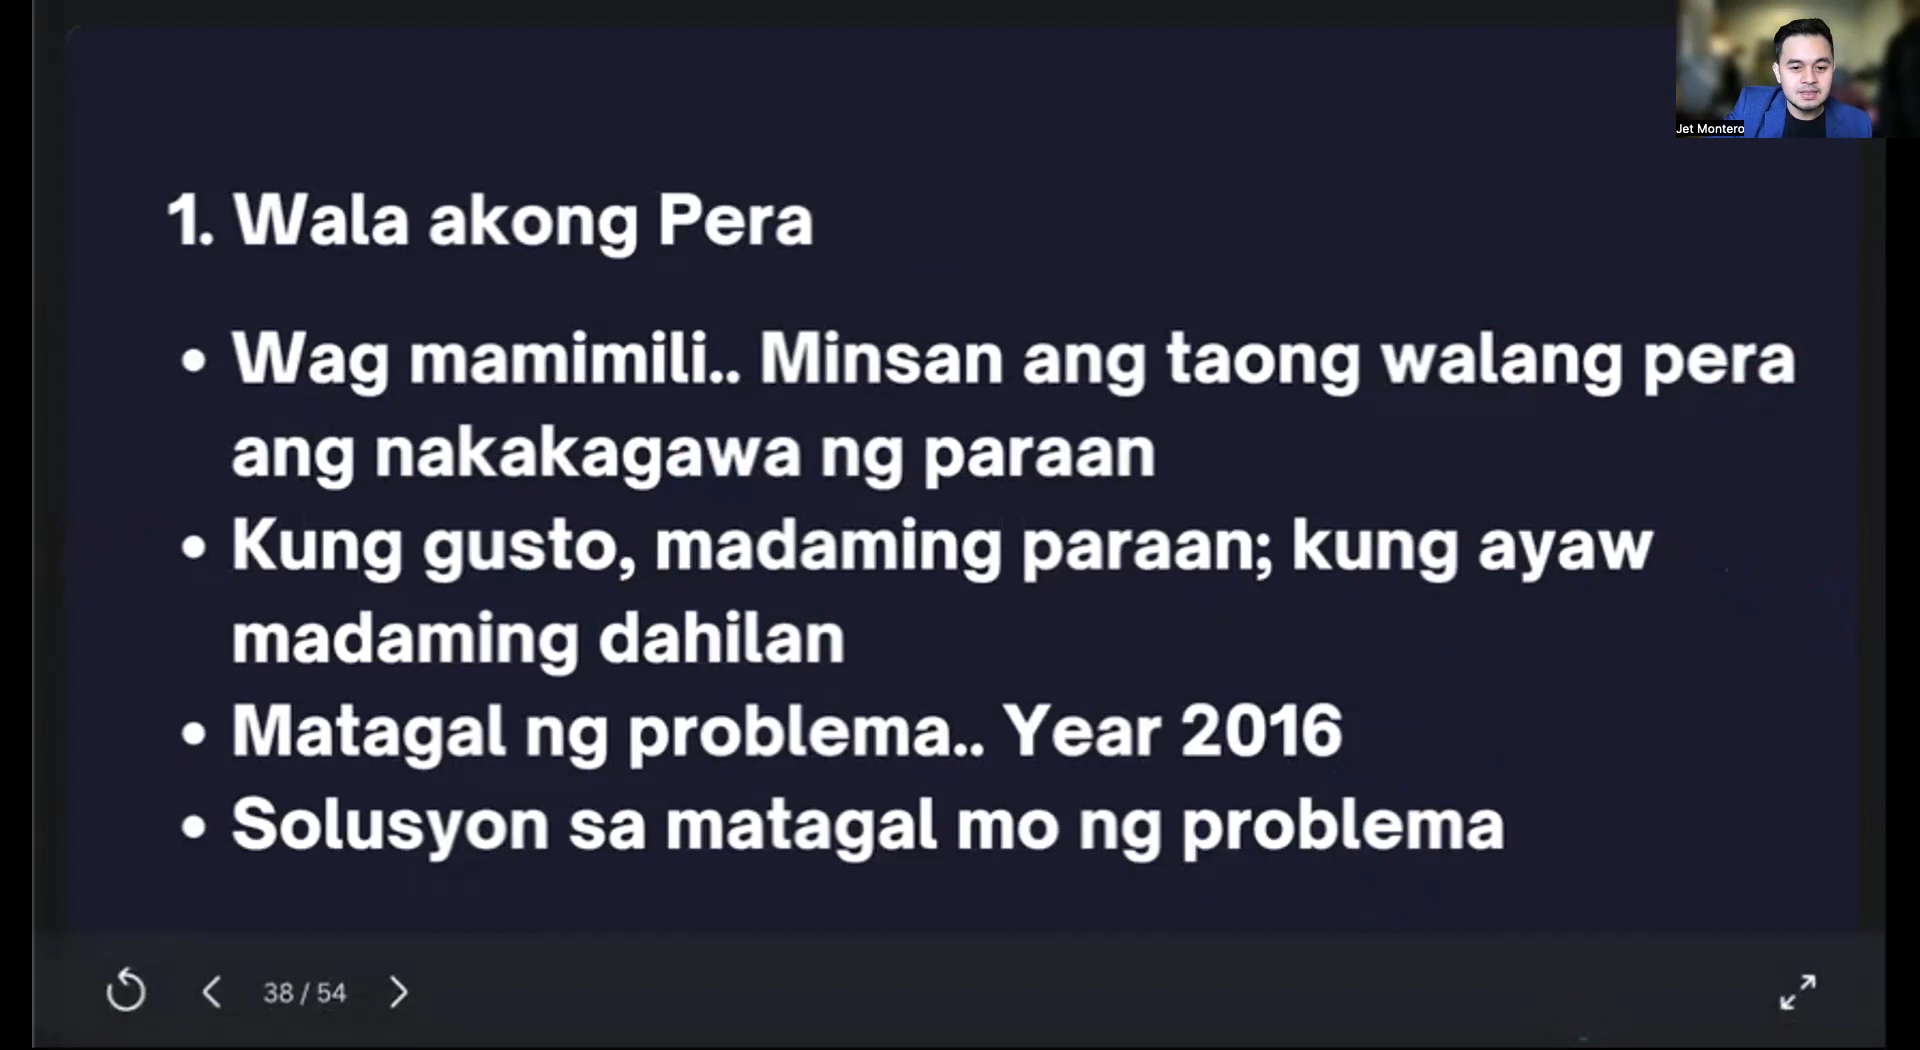 Jet Montero
1. Wala akong Pera
• Wag mamimili.. Minsan ang taong walang pera
ang nakakagawa ng paraan
• Kung gusto, madaming paraan; kung ayaw
madaming dahilan
• Matagal ng problema.. Year 2016
• Solusyon sa matagal mo ng problema
38 / 54